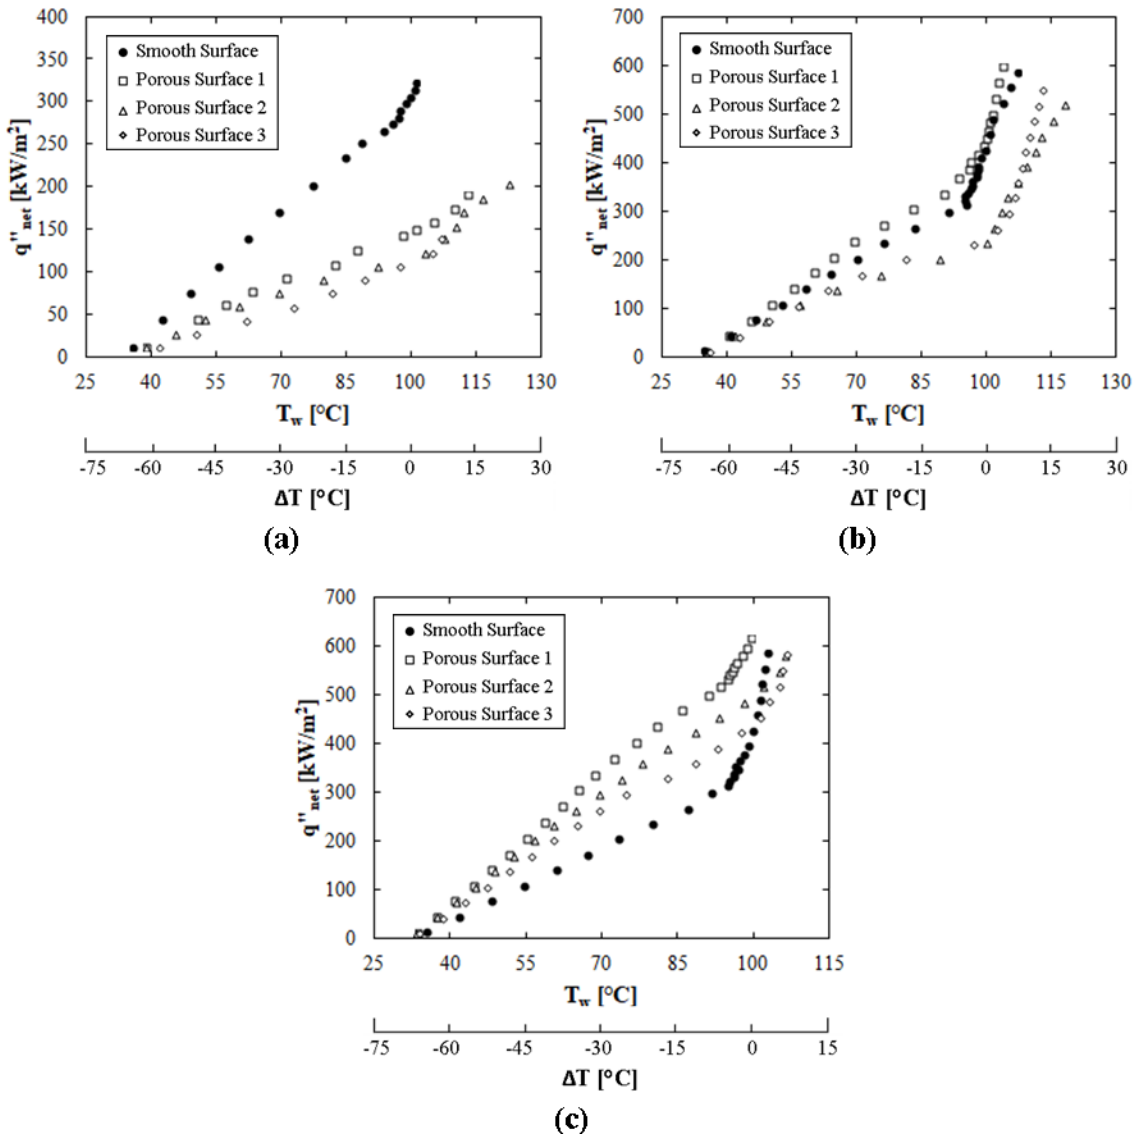 400
350
300
250
200
150
100
50
0
q"net [kW/m²]
Smooth Surface
Porous Surface 1
Porous Surface 2
Porous Surface 3
25 40 55 70 85 100 115 130
Tw [°C]
-75 -60 -45 -30 -15 0 15 30
ΔT [°C]
(a)
700
600
500
400
300
200
100
0
q"net [kW/m²]
Smooth Surface
Porous Surface 1
Porous Surface 2
Porous Surface 3
25 40 55 70 85 100 115 130
Tw [°C]
-75 -60 -45 -30 -15 0 15 30
ΔT [°C]
(b)
700
600
500
400
300
200
100
0
q"net [kW/m²]
Smooth Surface
Porous Surface 1
Porous Surface 2
Porous Surface 3
25 40 55 70 85 100 115
Tw [°C]
-75 -60 -45 -30 -15 0 15
ΔT [°C]
(c)